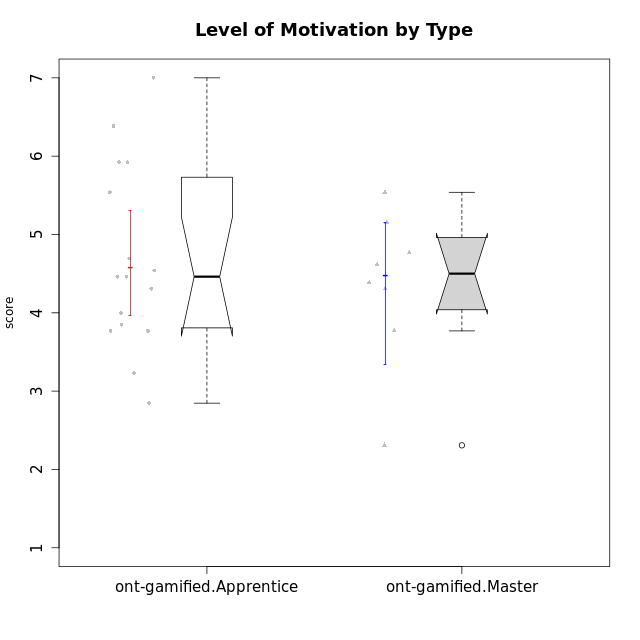 Level of Motivation by Type
score
7
6
5
4
3
2
1
ont-gamified.Apprentice
ont-gamified.Master